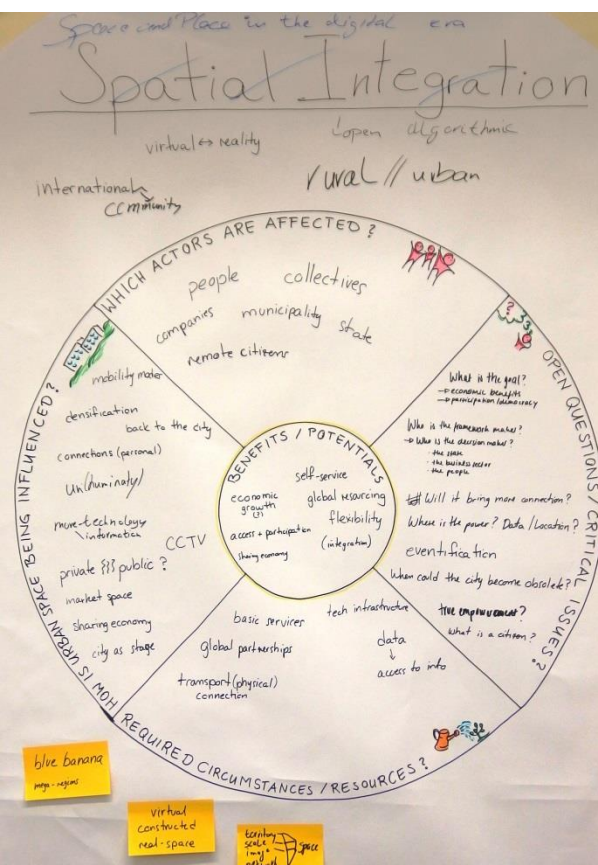 Space and Place in the digital era
Spatial Integration
virtual ↔ reality
open algorithmic
rural // urban
international
community
WHICH ACTORS ARE AFFECTED?
people
collectives
companies
municipality
state
remote citizens
OPEN QUESTIONS / CRITICAL ISSUES?
What is the goal?
→ economic benefits
→ participation/democracy
Who is the framework maker?
→ Who is the decision maker?
· the state
· the business sector
· the people
Will it bring more connection?
Where is the power? Data / Location?
eventification
When could the city become obsolete?
true empowerment?
What is a citizen?
REQUIRED CIRCUMSTANCES / RESOURCES?
basic services
tech infrastructure
global partnerships
data
↓
access to info
transport (physical)
connection
HOW IS URBAN SPACE BEING INFLUENCED?
mobility modes
densification
back to the city
connections (personal)
more technology
information
CCTV
private {}} public ?
market space
sharing economy
city as stage
BENEFITS / POTENTIALS
self-service
economic
growth
(?)
global resourcing
flexibility
access + participation
(integration)
sharing economy
blue banana
mega-regions
virtual
constructed
real-space
territory
scale
image
network
space